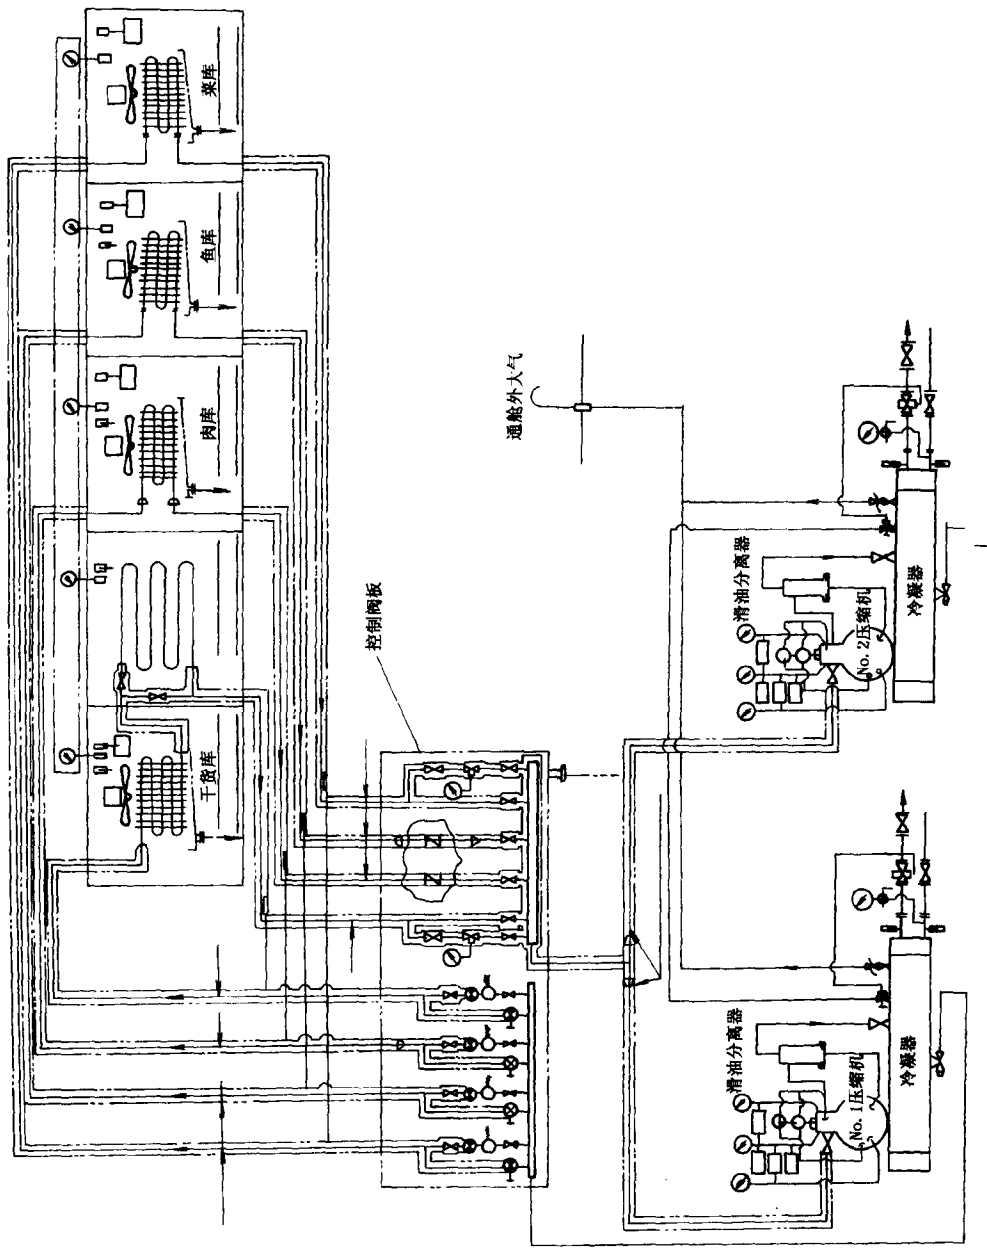 菜库
鱼库
肉库
干货库
控制阀板
通舱外大气
滑油分离器
No. 2压缩机
冷凝器
滑油分离器
No. 1压缩机
冷凝器